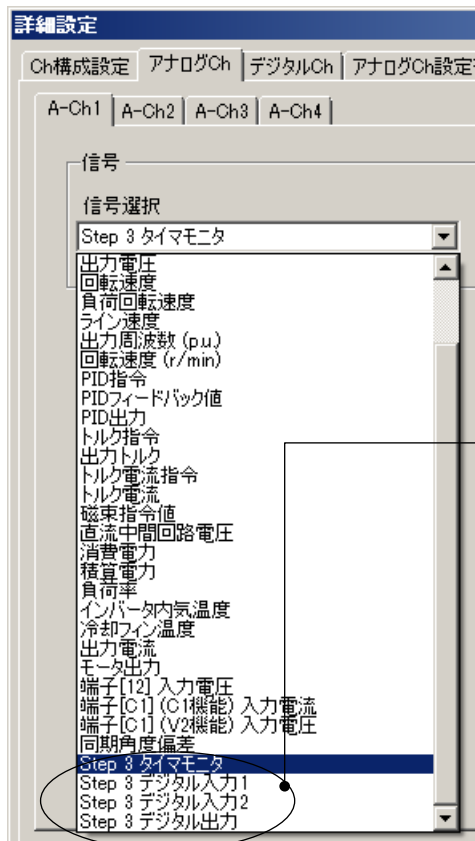 詳細設定
Ch構成設定 アナログCh デジタルCh アナログCh設定
A-Ch1 A-Ch2 A-Ch3 A-Ch4
信号
信号選択
Step 3 タイマモニタ
出力電圧
回転速度
負荷回転速度
ライン速度
出力周波数 (p.u.)
回転速度 (r/min)
PID指令
PIDフィードバック値
PID出力
トルク指令
出力トルク
トルク電流指令
トルク電流
磁束指令値
直流中間回路電圧
消費電力
積算電力
負荷率
インバータ内気温度
冷却フィン温度
出力電流
モータ出力
端子[12] 入力電圧
端子[C1] (C1機能) 入力電流
端子[C1] (V2機能) 入力電圧
同期角度偏差
Step 3 タイマモニタ
Step 3 デジタル入力1
Step 3 デジタル入力2
Step 3 デジタル出力